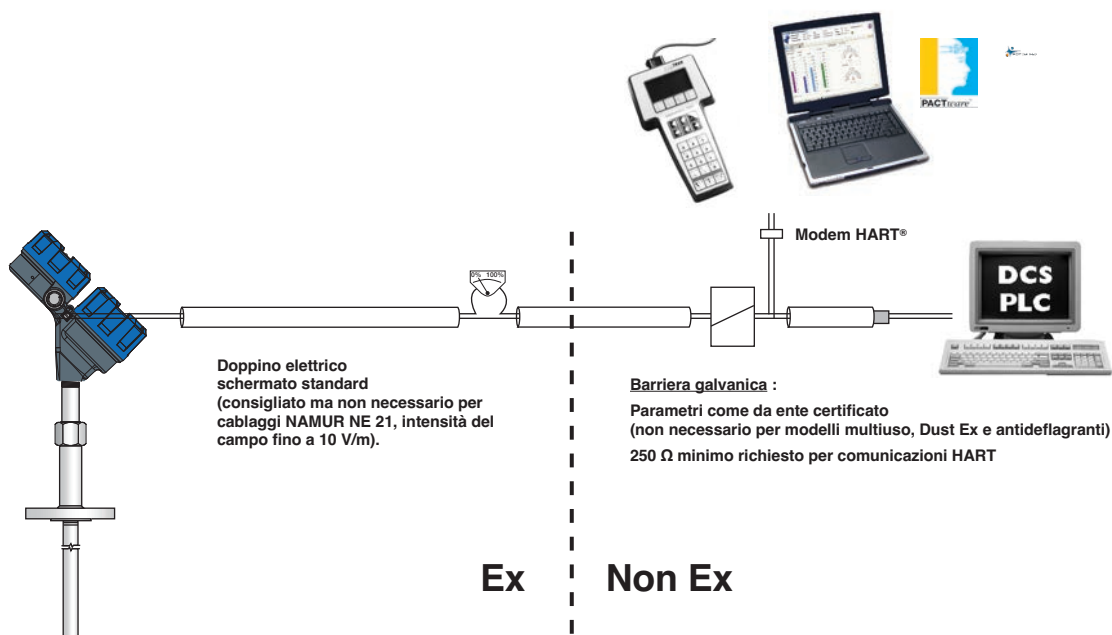 PACTware®
Modem HART®
0% 100%
DCS
PLC
Doppino elettrico
schermato standard
(consigliato ma non necessario per
cablaggi NAMUR NE 21, intensità del
campo fino a 10 V/m).
Barriera galvanica :
Parametri come da ente certificato
(non necessario per modelli multiuso, Dust Ex e antideflagranti)
250 Ω minimo richiesto per comunicazioni HART
Ex
Non Ex